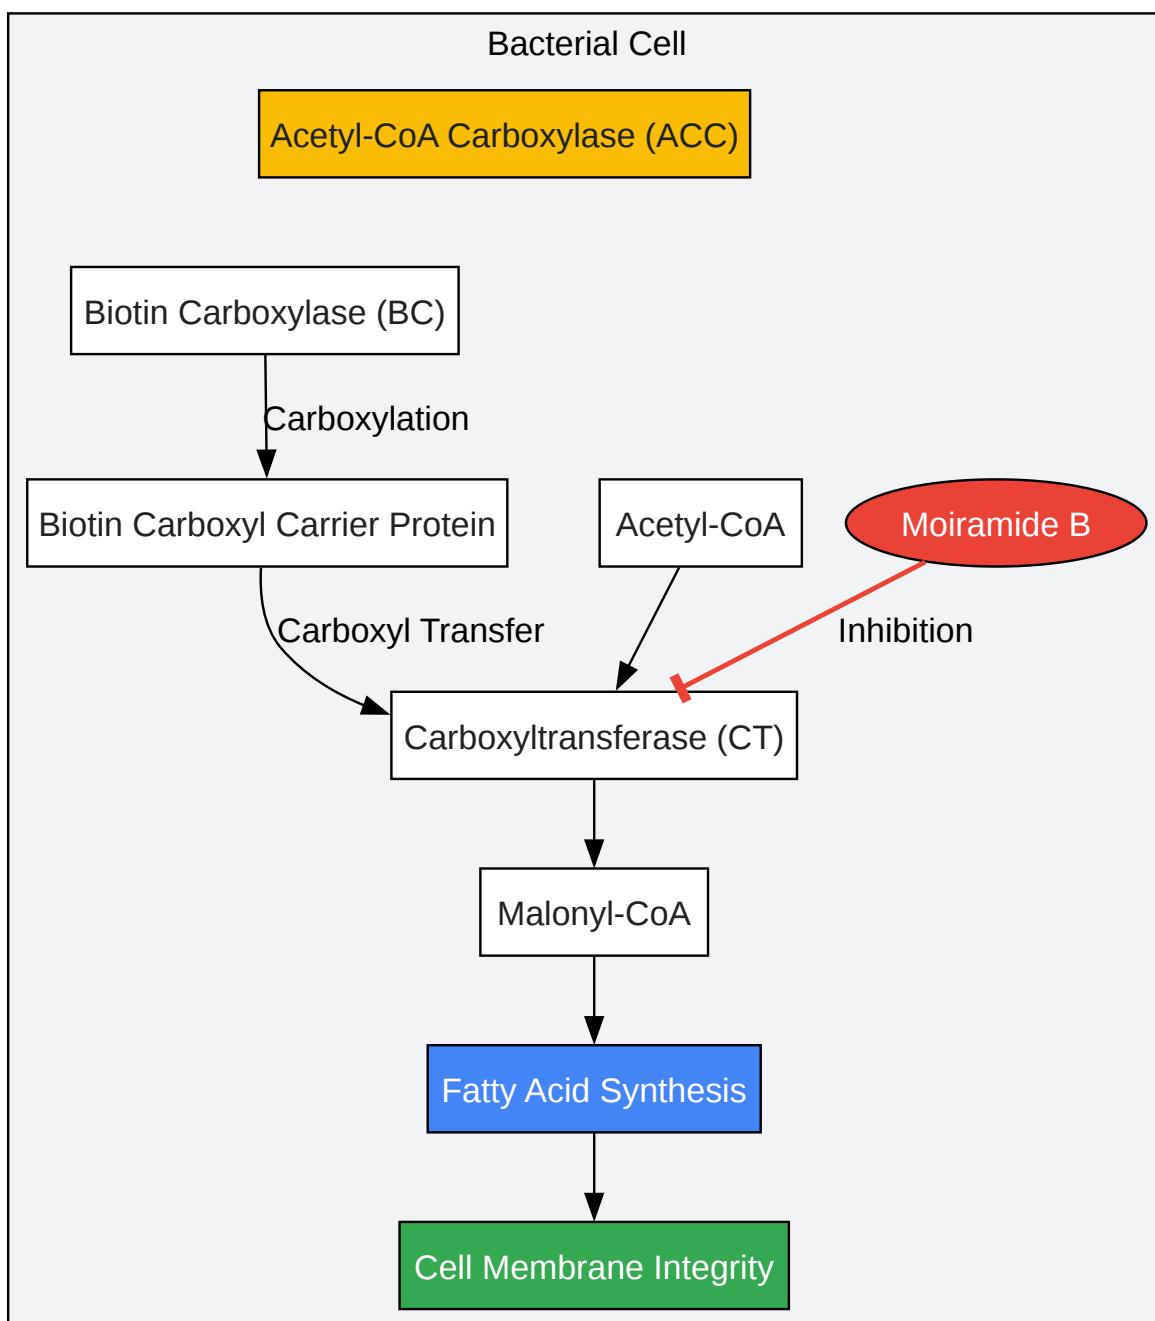 Bacterial Cell
Acetyl-CoA Carboxylase (ACC)
Biotin Carboxylase (BC)
Carboxylation
Biotin Carboxyl Carrier Protein
Acetyl-CoA
Moiramide B
Carboxyl Transfer
Inhibition
Carboxyltransferase (CT)
Malonyl-CoA
Fatty Acid Synthesis
Cell Membrane Integrity